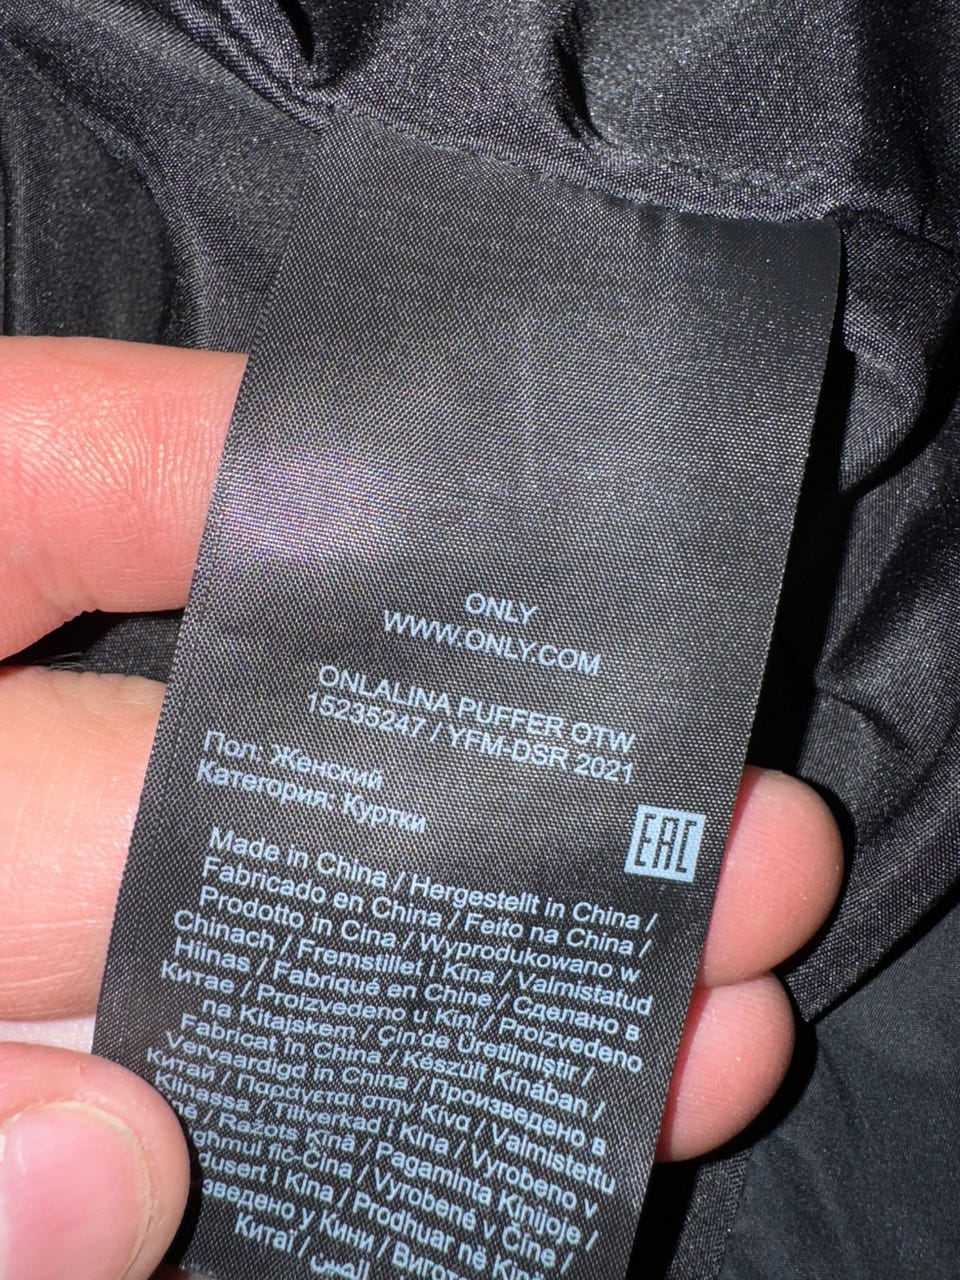 ONLY
WWW.ONLY.COM
ONLALINA PUFFER OTW
15235247 / YFM-DSR 2021
Пол: Женский
Категория: Куртки
EAC
Made in China / Hergestellt in China /
Fabricado en China / Feito na China /
Prodotto in Cina / Wyprodukowano w
Chinach / Fremstillet i Kina / Valmistatud
Hiinas / Fabriqué en Chine / Сделано в
Китае / Proizvedeno u Kini / Proizvedeno
na Kitajskem / Çin'de Üretilmiştir /
Fabricat în China / Készült Kínában /
Vervaardigd in China / Произведено в
Китай / Παράγεται στην Κίνα / Valmistettu
Kiinassa / Tillverkad i Kina / Vyrobeno v
/ Ražots Ķīnā / Pagaminta Kinijoje /
fiċ-Ċina / Vyrobené v Číne /
i Kina / Prodhuar në Kinë /
у Кини /
Китаї / الصين